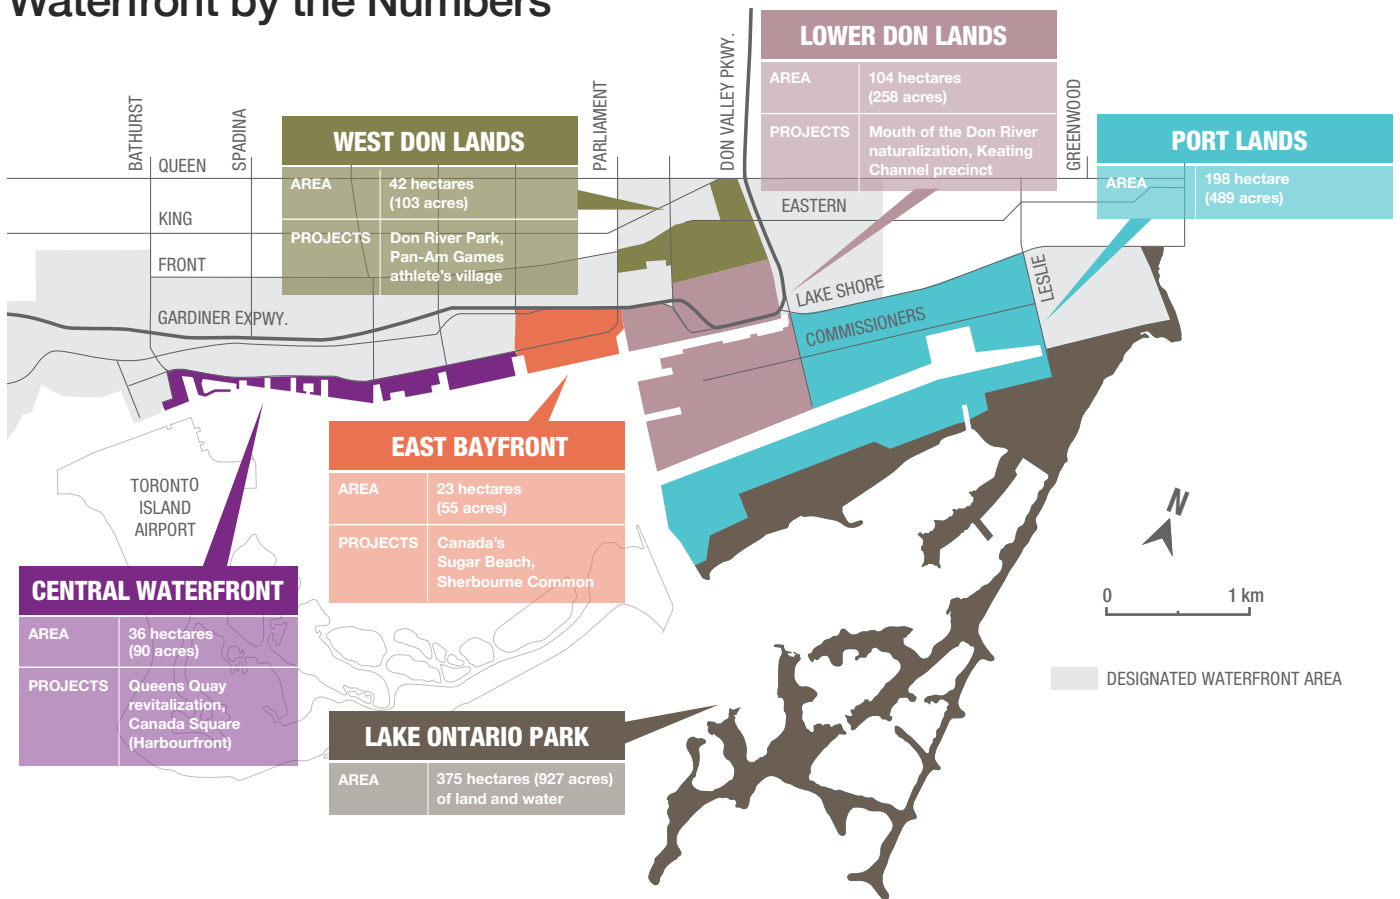 Waterfront by the Numbers
LOWER DON LANDS
AREA
104 hectares
(258 acres)
PROJECTS
Mouth of the Don River
naturalization, Keating
Channel precinct
BATHURST
SPADINA
PARLIAMENT
DON VALLEY PKWY.
GREENWOOD
WEST DON LANDS
AREA
42 hectares
(103 acres)
PROJECTS
Don River Park,
Pan-Am Games
athlete's village
PORT LANDS
AREA
198 hectare
(489 acres)
QUEEN
KING
FRONT
GARDINER EXPWY.
EASTERN
LAKE SHORE
COMMISSIONERS
LESLIE
EAST BAYFRONT
AREA
23 hectares
(55 acres)
PROJECTS
Canada's
Sugar Beach,
Sherbourne Common
TORONTO
ISLAND
AIRPORT
CENTRAL WATERFRONT
AREA
36 hectares
(90 acres)
PROJECTS
Queens Quay
revitalization,
Canada Square
(Harbourfront)
LAKE ONTARIO PARK
AREA
375 hectares (927 acres)
of land and water
N
0 1 km
DESIGNATED WATERFRONT AREA